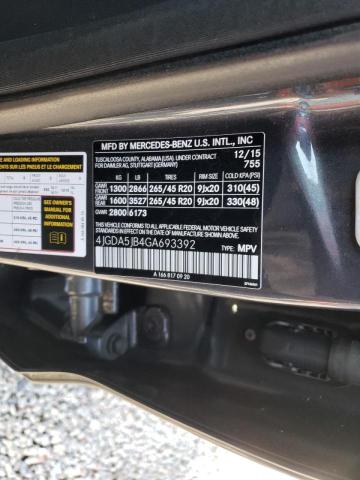 MFD BY MERCEDES-BENZ U.S. INTL., INC
TUSCALOOSA COUNTY, ALABAMA (USA), UNDER CONTRACT
FOR DAIMLER AG, STUTTGART (GERMANY)
12/15
755
KG LB TIRES RIM SIZE COLD KPA (PSI)
GAWR FRONT 1300 2866 265/45 R20 9Jx20 310(45)
GAWR REAR 1600 3527 265/45 R20 9Jx20 330(48)
GVWR 2800 6173
THIS VEHICLE CONFORMS TO ALL APPLICABLE U.S. FEDERAL
MOTOR VEHICLE SAFETY STANDARDS IN EFFECT
ON THE DATE OF MANUFACTURE SHOWN ABOVE.
4JGDA5JB4GA693392 TYPE: MPV
A 166 817 09 20
E AND LOADING INFORMATION
SEE OWNER'S
MANUAL FOR
ADDITIONAL
INFORMATION